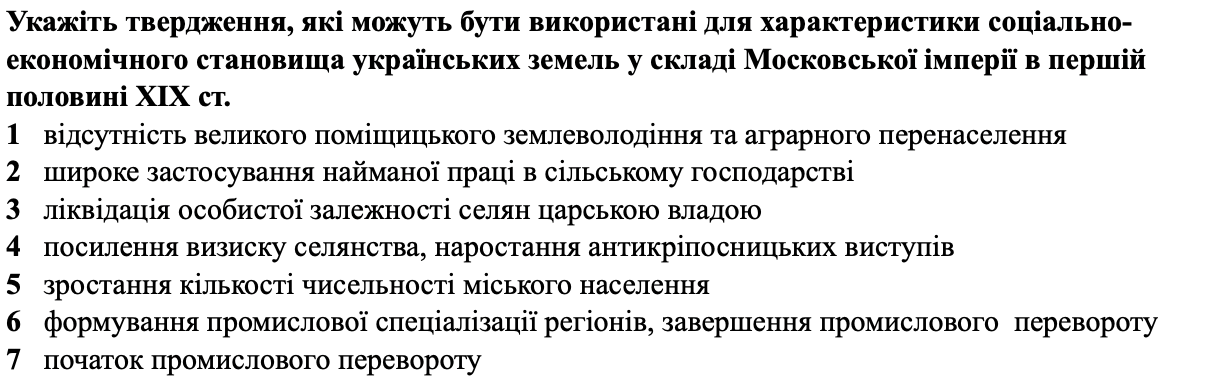 Укажіть твердження, які можуть бути використані для характеристики соціально-
економічного становища українських земель у складі Московської імперії в першій
половині ХІХ ст.
1 відсутність великого поміщицького землеволодіння та аграрного перенаселення
2 широке застосування найманої праці в сільському господарстві
3 ліквідація особистої залежності селян царською владою
4 посилення визиску селянства, наростання антикріпосницьких виступів
5 зростання кількості чисельності міського населення
6 формування промислової спеціалізації регіонів, завершення промислового перевороту
7 початок промислового перевороту